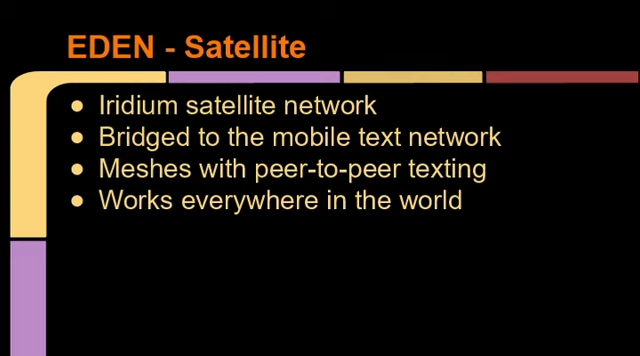 EDEN - Satellite
● Iridium satellite network
● Bridged to the mobile text network
● Meshes with peer-to-peer texting
● Works everywhere in the world